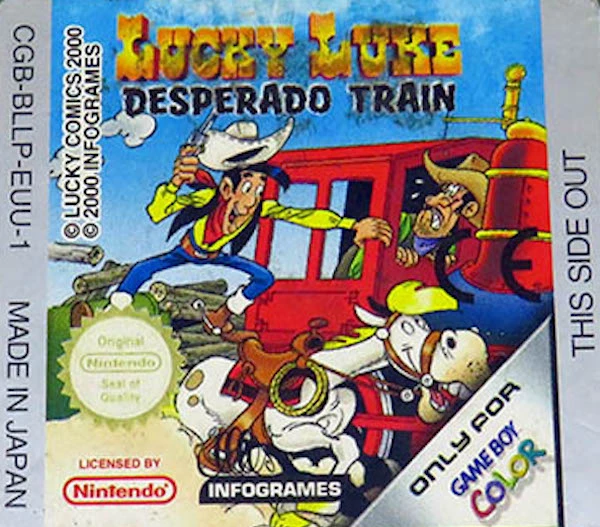 CGB-BLLP-EUU-1 MADE IN JAPAN
© LUCKY COMICS 2000
© 2000 INFOGRAMES
LUCKY LUKE
DESPERADO TRAIN
Original
Nintendo
Seal of
Quality
LICENSED BY
Nintendo
INFOGRAMES
CE
ONLY FOR
GAME BOY
COLOR
THIS SIDE OUT